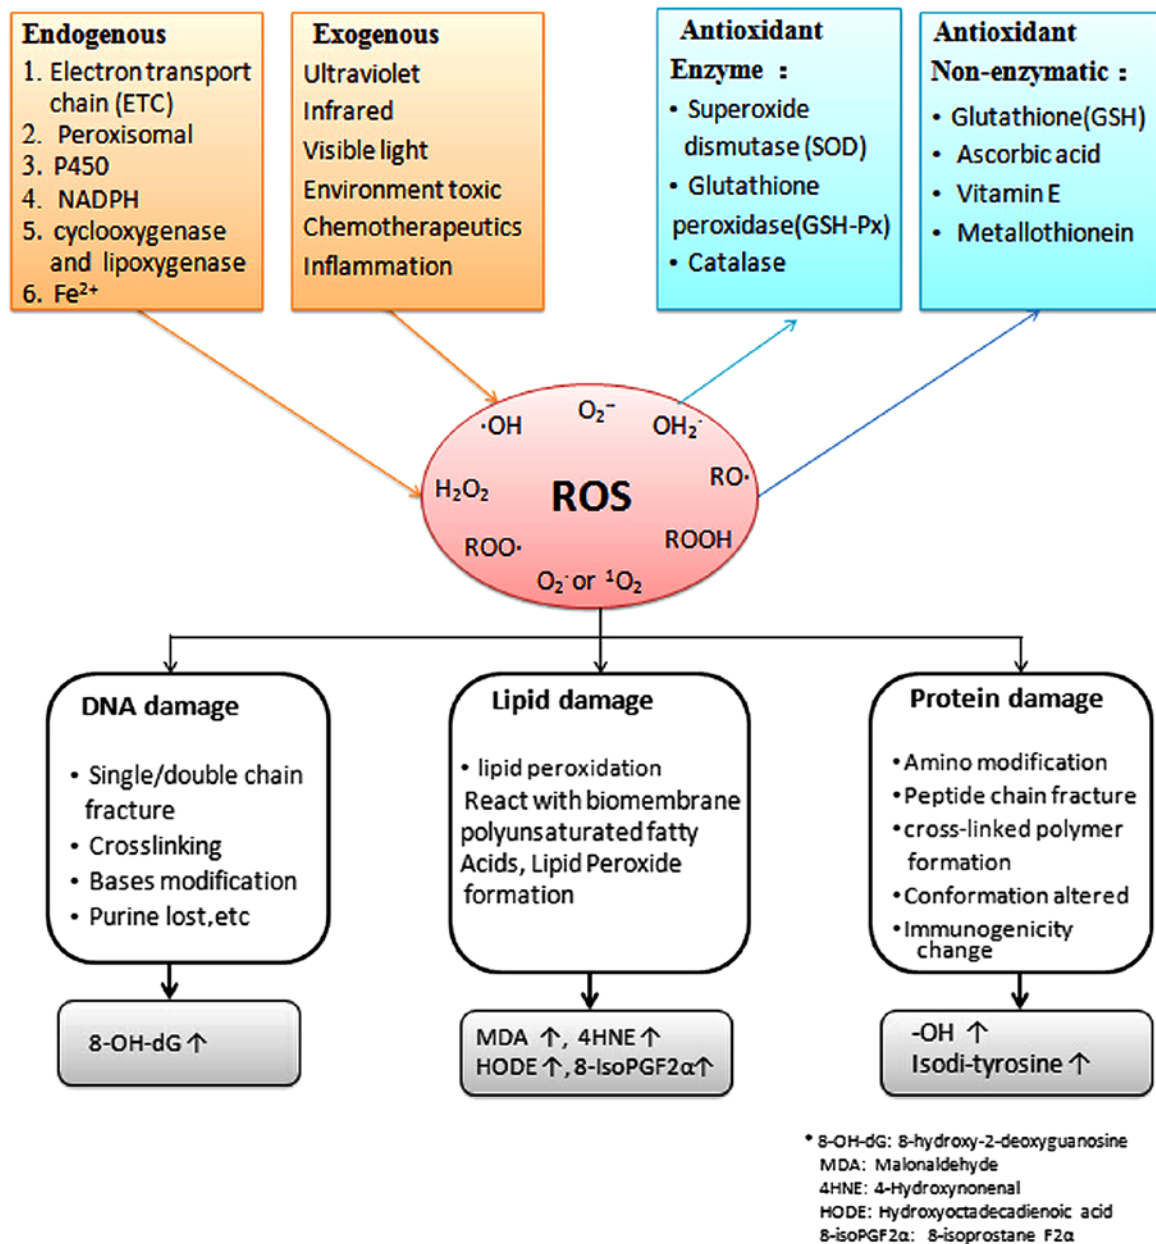 Endogenous
1. Electron transport
chain (ETC)
2. Peroxisomal
3. P450
4. NADPH
5. cyclooxygenase
and lipoxygenase
6. Fe²⁺
Exogenous
Ultraviolet
Infrared
Visible light
Environment toxic
Chemotherapeutics
Inflammation
Antioxidant
Enzyme :
• Superoxide
dismutase (SOD)
• Glutathione
peroxidase(GSH-Px)
• Catalase
Antioxidant
Non-enzymatic :
• Glutathione(GSH)
• Ascorbic acid
• Vitamin E
• Metallothionein
·OH
O₂⁻
OH₂⁻
H₂O₂
ROS
RO·
ROO·
ROOH
O₂·or ¹O₂
DNA damage
• Single/double chain
fracture
• Crosslinking
• Bases modification
• Purine lost,etc
Lipid damage
• lipid peroxidation
React with biomembrane
polyunsaturated fatty
Acids, Lipid Peroxide
formation
Protein damage
• Amino modification
• Peptide chain fracture
• cross-linked polymer
formation
• Conformation altered
• Immunogenicity
change
8-OH-dG ↑
MDA ↑, 4HNE ↑
HODE ↑, 8-IsoPGF2α↑
-OH ↑
Isodi-tyrosine ↑
* 8-OH-dG: 8-hydroxy-2-deoxyguanosine
MDA: Malonaldehyde
4HNE: 4-Hydroxynonenal
HODE: Hydroxyoctadecadienoic acid
8-isoPGF2α: 8-isoprostane F2α